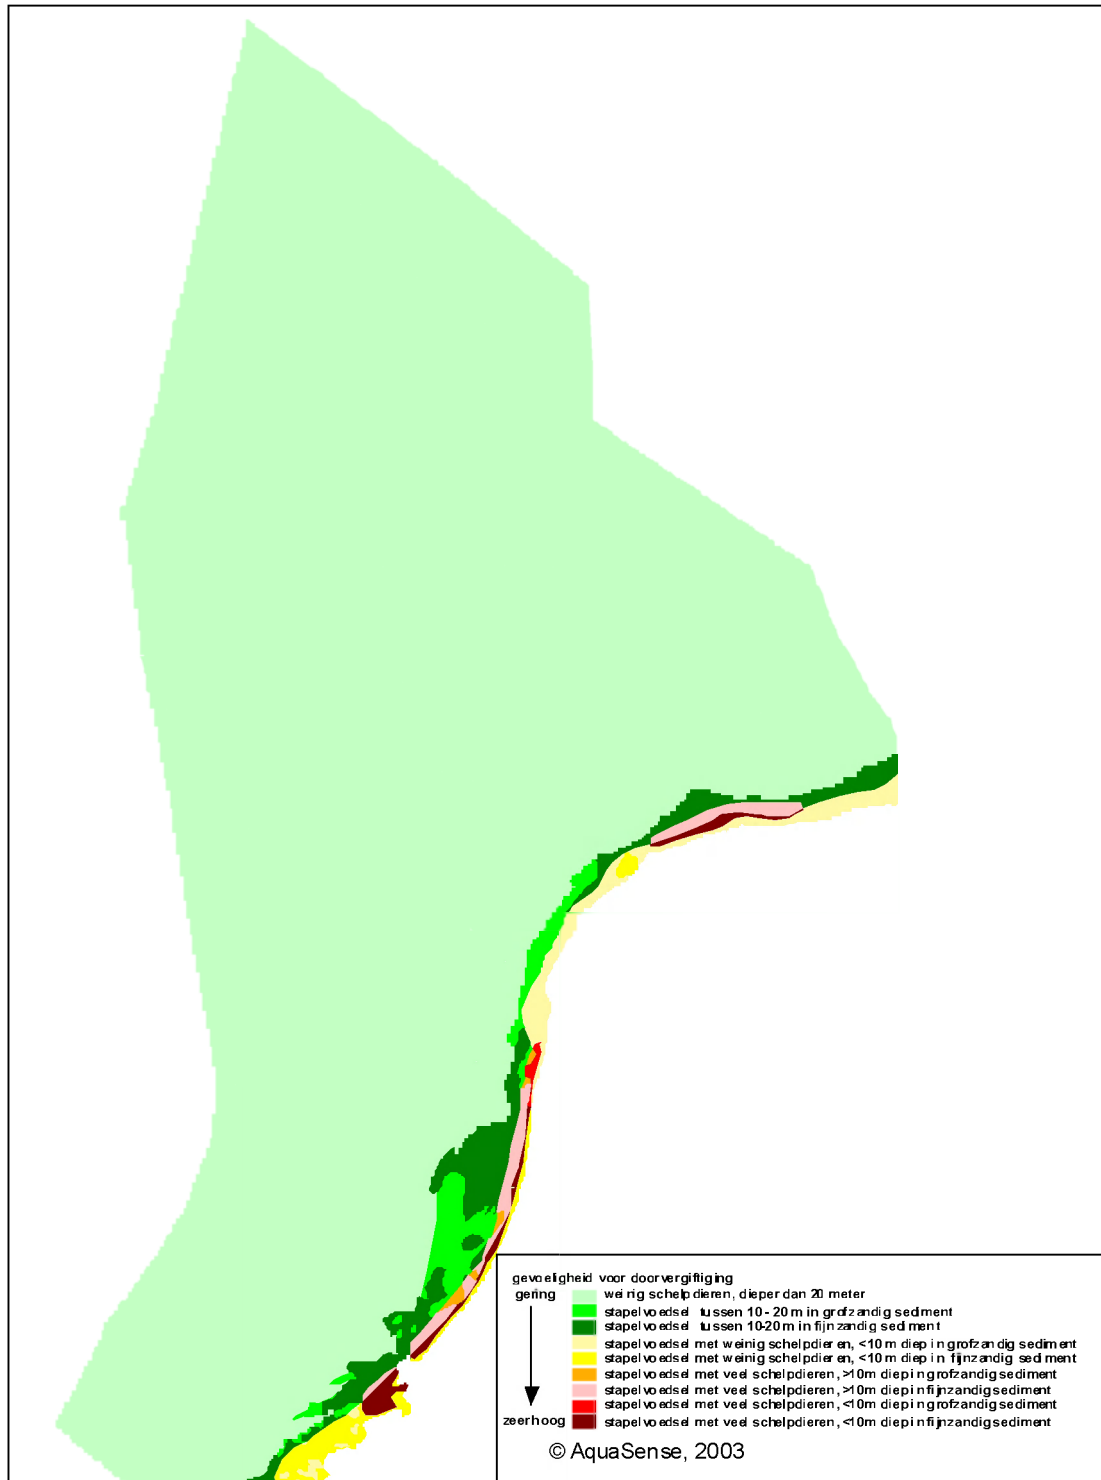 gevoeligheid voor doorvergiftiging
gering
weinig schelpdieren, dieper dan 20 meter
stapelvoedsel tussen 10-20 m in grofzandig sediment
stapelvoedsel tussen 10-20 m in fijnzandig sediment
stapelvoedsel met weinig schelpdieren, <10 m diep in grofzandig sediment
stapelvoedsel met weinig schelpdieren, <10 m diep in fijnzandig sediment
stapelvoedsel met veel schelpdieren, >10m diep in grofzandig sediment
stapelvoedsel met veel schelpdieren, >10m diep in fijnzandig sediment
stapelvoedsel met veel schelpdieren, <10m diep in grofzandig sediment
zeer hoog
stapelvoedsel met veel schelpdieren, <10m diep in fijnzandig sediment
© AquaSense, 2003